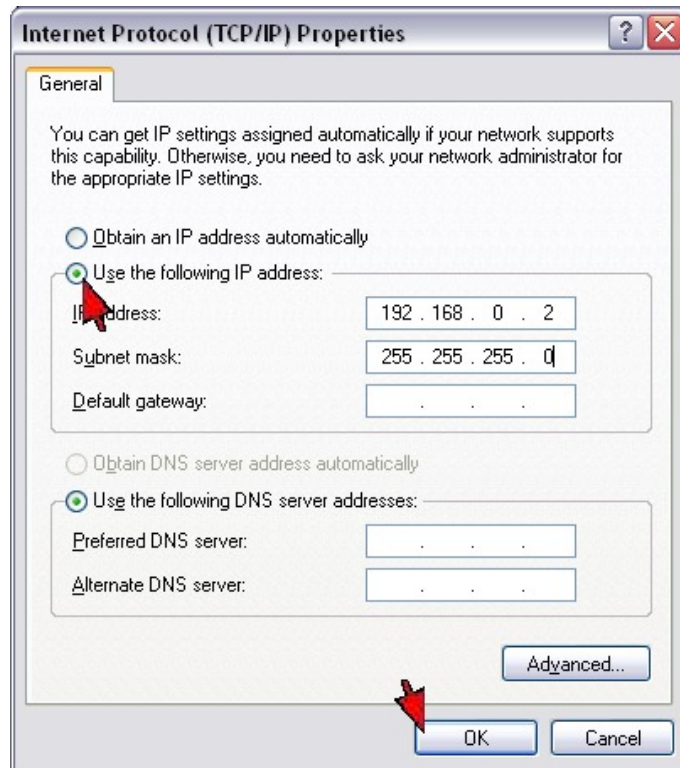 Internet Protocol (TCP/IP) Properties
General
You can get IP settings assigned automatically if your network supports
this capability. Otherwise, you need to ask your network administrator for
the appropriate IP settings.
Obtain an IP address automatically
Use the following IP address:
IP address: 192 . 168 . 0 . 2
Subnet mask: 255 . 255 . 255 . 0
Default gateway: . . .
Obtain DNS server address automatically
Use the following DNS server addresses:
Preferred DNS server: . . .
Alternate DNS server: . . .
Advanced...
OK Cancel